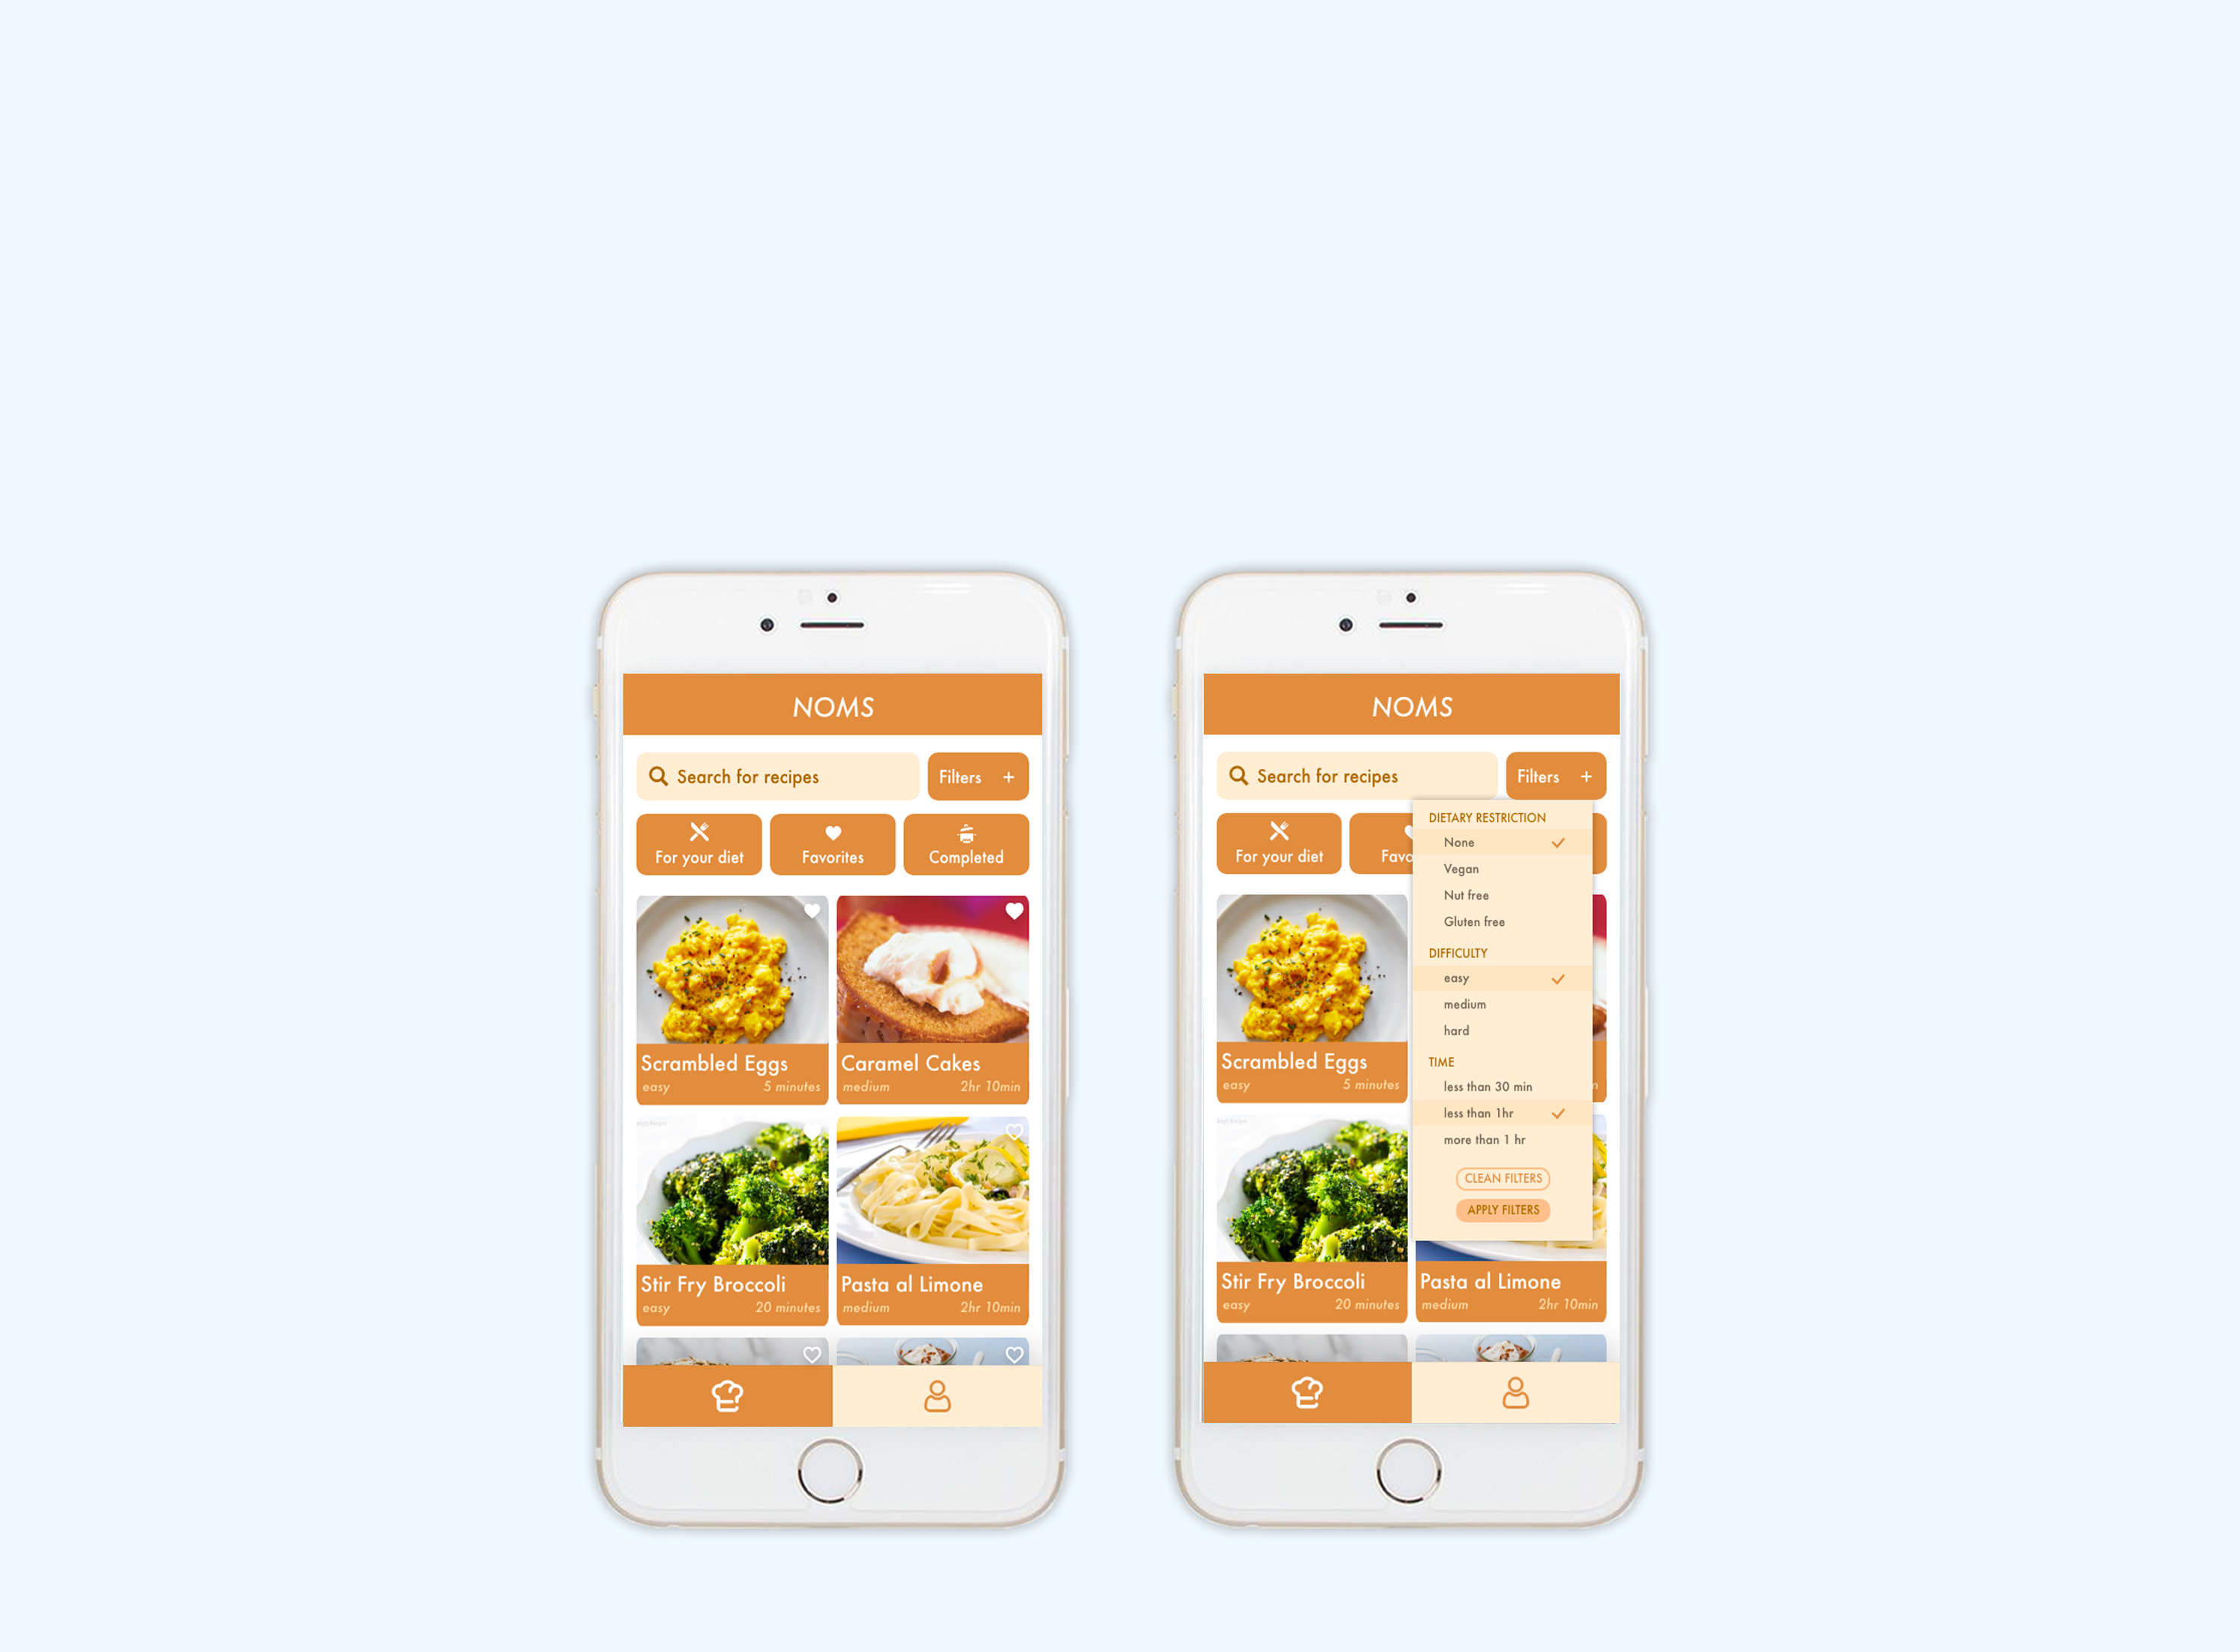 NOMS
Search for recipes
Filters +
For your diet
Favorites
Completed
Scrambled Eggs
easy 5 minutes
Caramel Cakes
medium 2hr 10min
Stir Fry Broccoli
easy 20 minutes
Pasta al Limone
medium 2hr 10min
NOMS
Search for recipes
Filters +
For your diet
Favo
DIETARY RESTRICTION
None
Vegan
Nut free
Gluten free
DIFFICULTY
easy
medium
hard
TIME
less than 30 min
less than 1hr
more than 1 hr
CLEAN FILTERS
APPLY FILTERS
Scrambled Eggs
easy 5 minutes
n
Stir Fry Broccoli
easy 20 minutes
Pasta al Limone
medium 2hr 10min